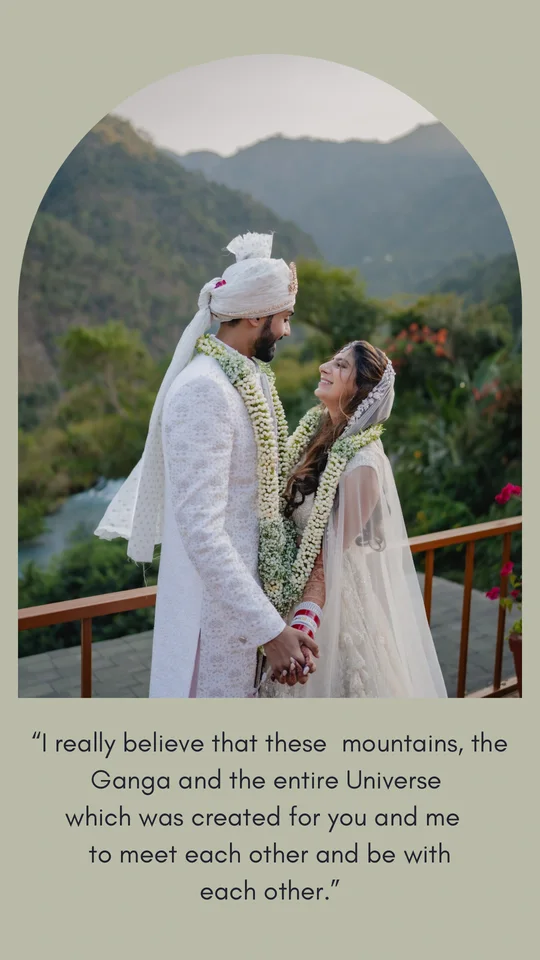 “I really believe that these  mountains, the
Ganga and the entire Universe
which was created for you and me
to meet each other and be with
each other.”